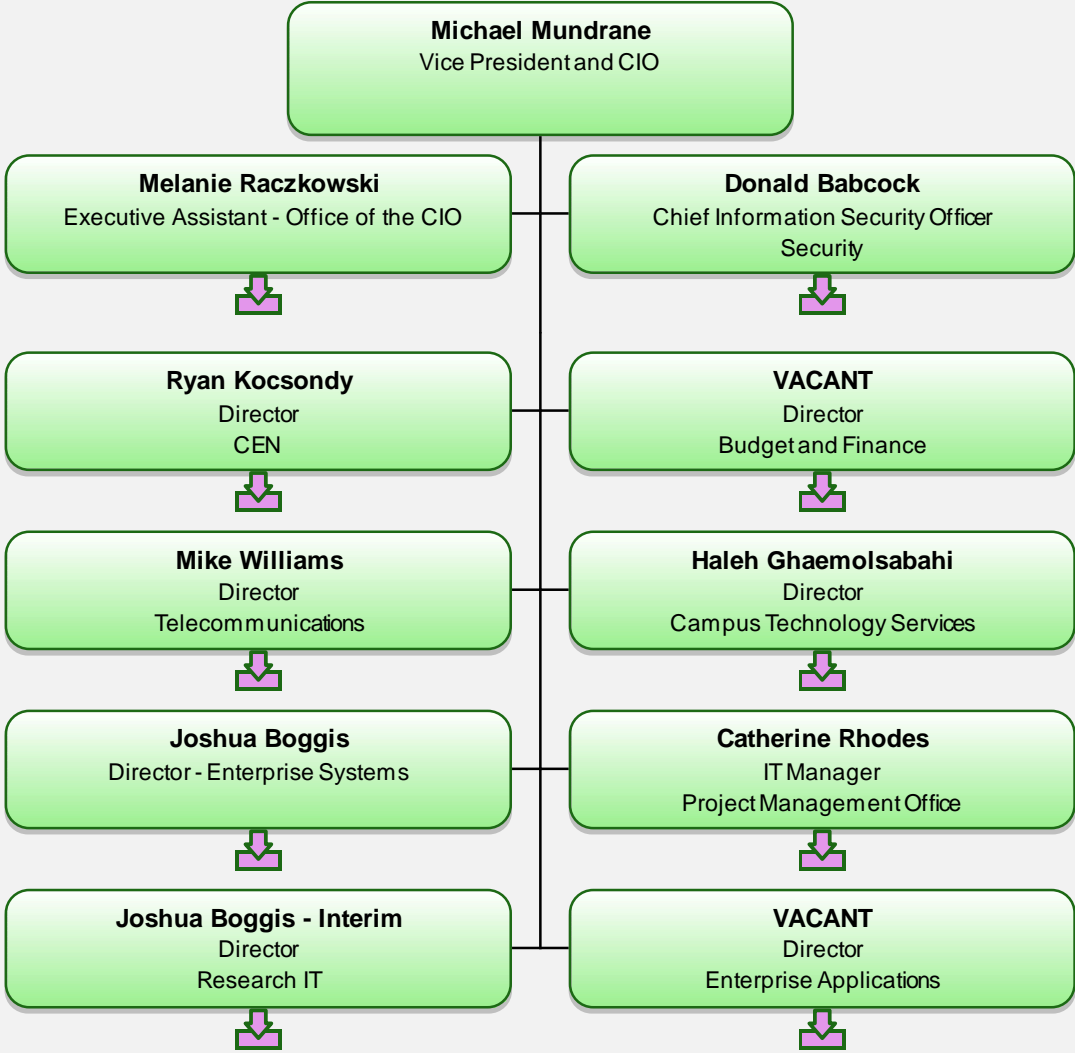 Michael Mundrane
Vice President and CIO
Melanie Raczkowski
Executive Assistant - Office of the CIO
Donald Babcock
Chief Information Security Officer
Security
Ryan Kocsondy
Director
CEN
VACANT
Director
Budget and Finance
Mike Williams
Director
Telecommunications
Haleh Ghaemolsabahi
Director
Campus Technology Services
Joshua Boggis
Director - Enterprise Systems
Catherine Rhodes
IT Manager
Project Management Office
Joshua Boggis - Interim
Director
Research IT
VACANT
Director
Enterprise Applications